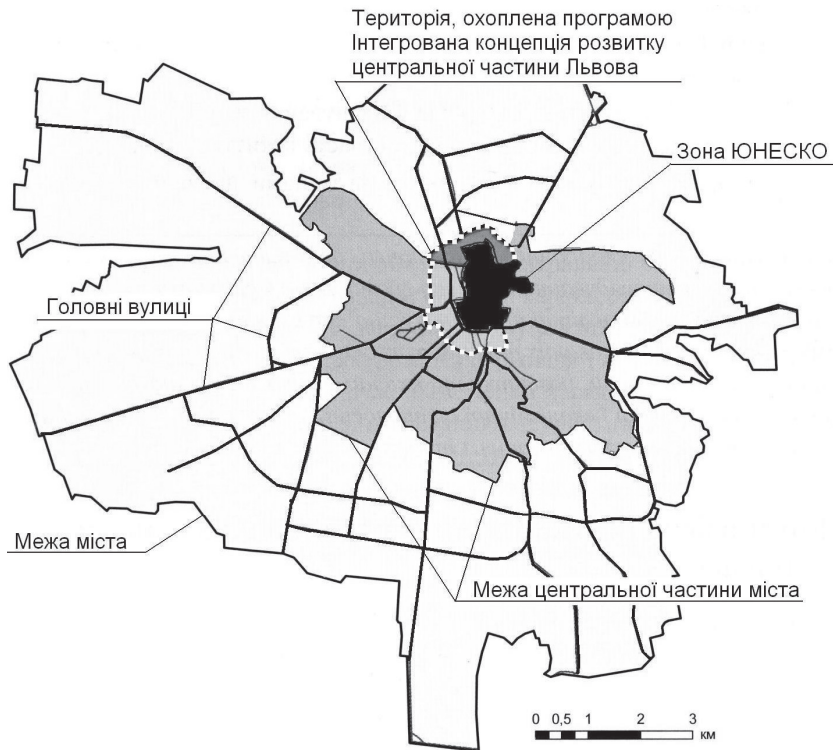 Територія, охоплена програмою
Інтегрована концепція розвитку
центральної частини Львова
Зона ЮНЕСКО
Головні вулиці
Межа міста
Межа центральної частини міста
0 0,5 1 2 3
км